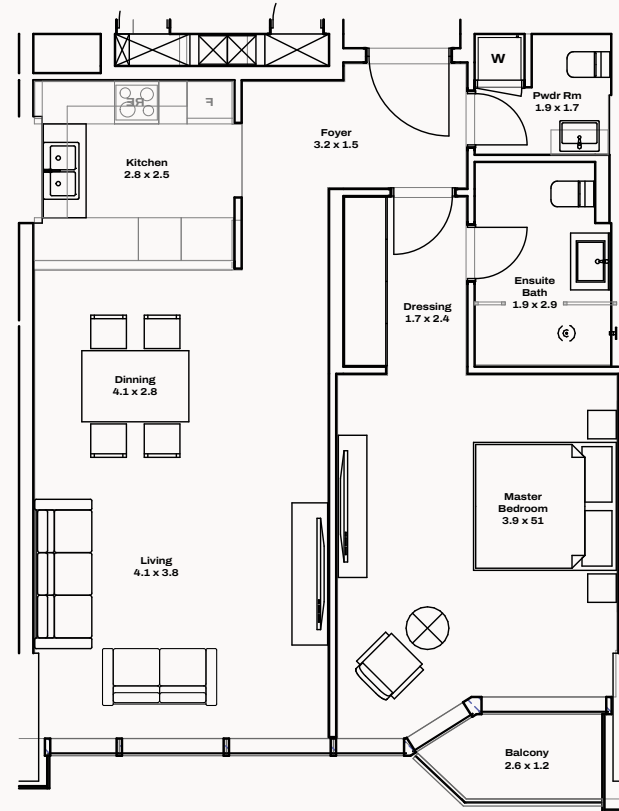 W
Pwdr Rm
1.9 x 1.7
RE
F
Foyer
3.2 x 1.5
Kitchen
2.8 x 2.5
Ensuite
Bath
1.9 x 2.9
Dressing
1.7 x 2.4
Dinning
4.1 x 2.8
Master
Bedroom
3.9 x 51
Living
4.1 x 3.8
Balcony
2.6 x 1.2